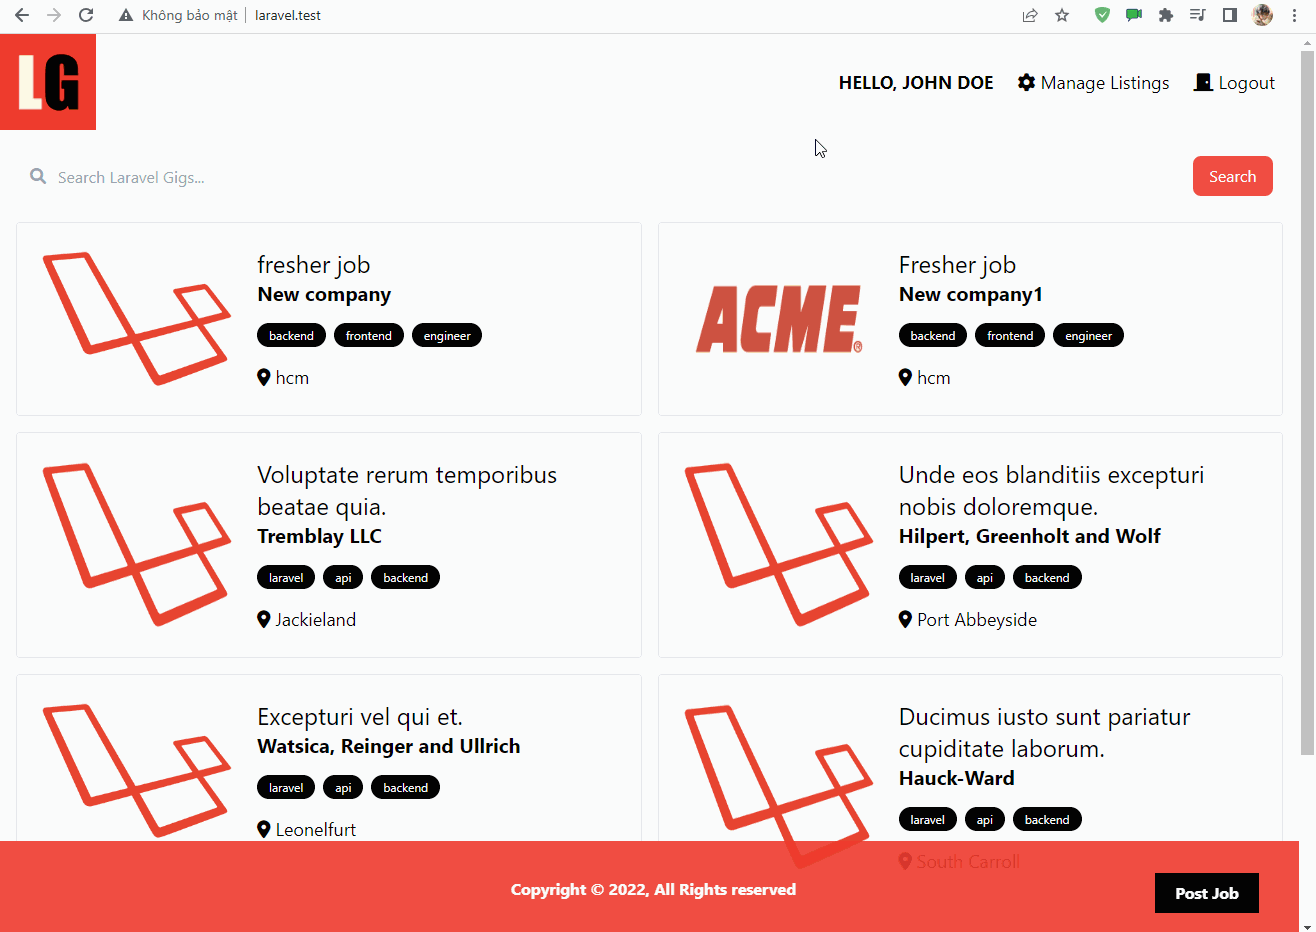 Không bảo mật
laravel.test
LG
HELLO, JOHN DOE
Manage Listings
Logout
Search Laravel Gigs...
Search
fresher job
New company
backend frontend engineer
hcm
ACME®
Fresher job
New company1
backend frontend engineer
hcm
Voluptate rerum temporibus
beatae quia.
Tremblay LLC
laravel api backend
Jackieland
Unde eos blanditiis excepturi
nobis doloremque.
Hilpert, Greenholt and Wolf
laravel api backend
Port Abbeyside
Excepturi vel qui et.
Watsica, Reinger and Ullrich
laravel api backend
Leonelfurt
Ducimus iusto sunt pariatur
cupiditate laborum.
Hauck-Ward
laravel api backend
South Carroll
Copyright © 2022, All Rights reserved
Post Job